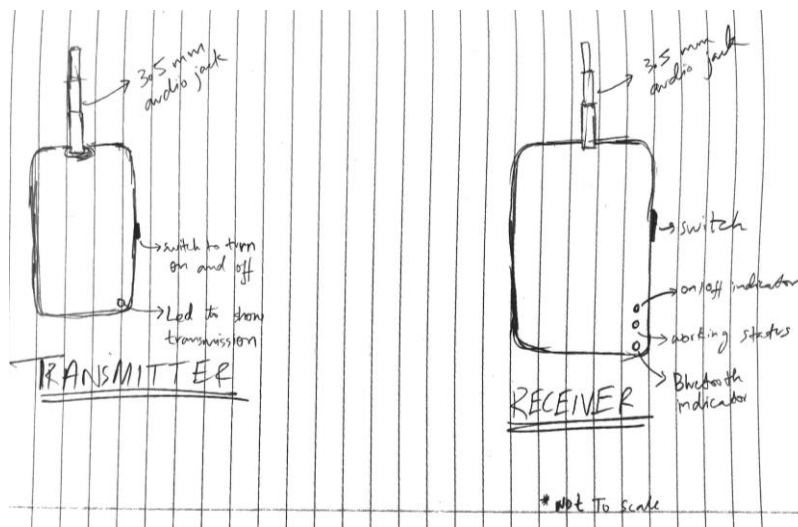 3.5 mm
audio jack
switch to turn
on and off
Led to show
transmission
TRANSMITTER
3.5 mm
audio jack
switch
on/off indicator
working status
Bluetooth
indicator
RECEIVER
* NOt To scale